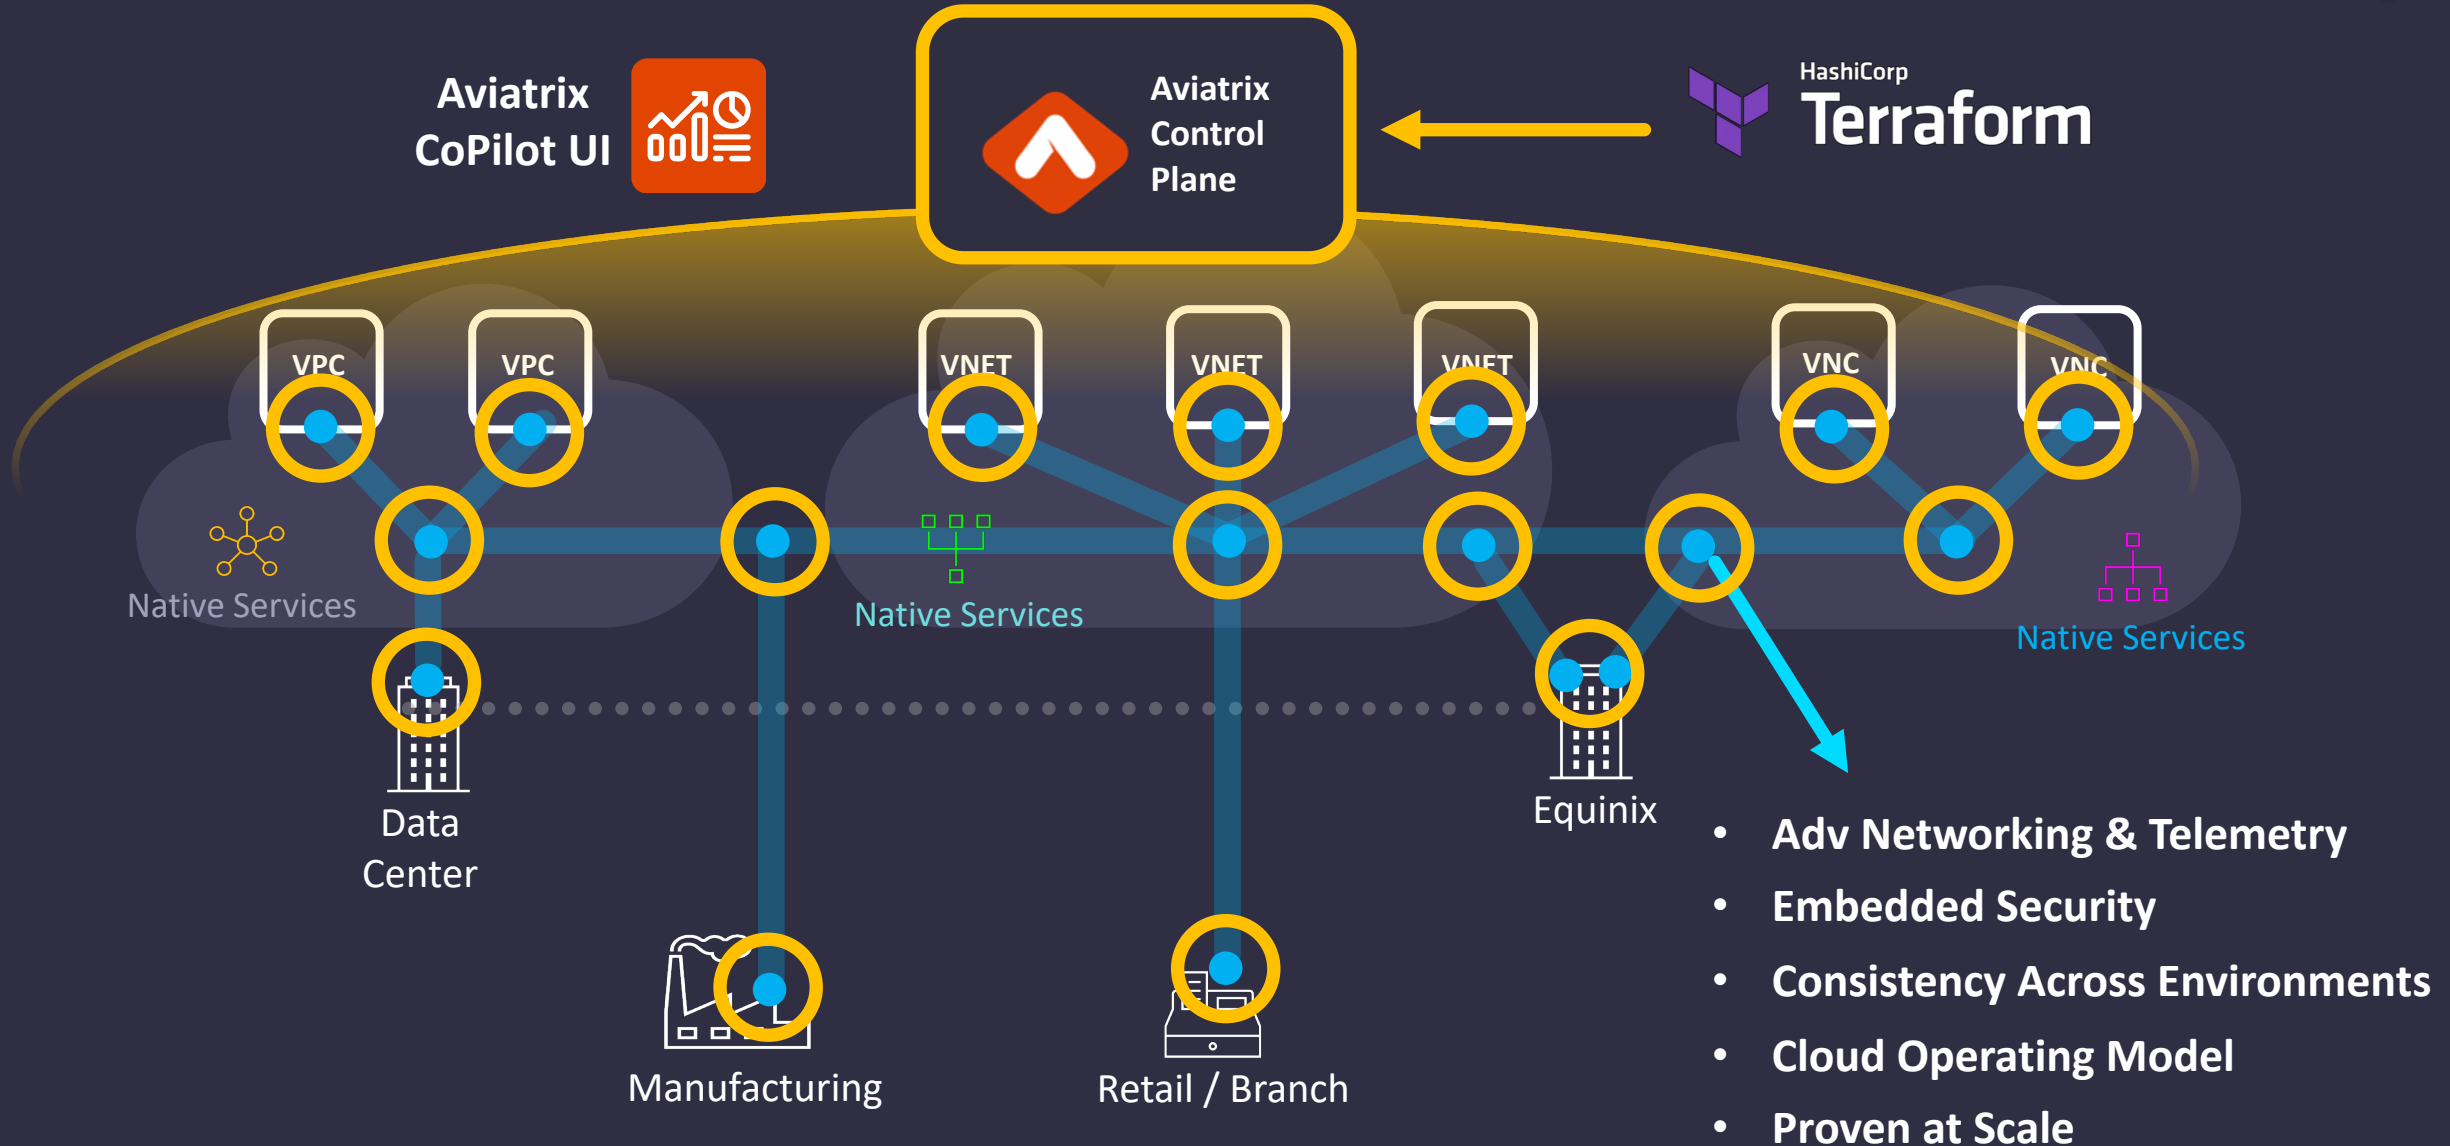 Aviatrix
CoPilot UI
Aviatrix
Control
Plane
HashiCorp
Terraform
VPC
VPC
VNET
VNET
VNET
VNC
VNC
Native Services
Native Services
Native Services
Data
Center
Equinix
Manufacturing
Retail / Branch
• Adv Networking & Telemetry
• Embedded Security
• Consistency Across Environments
• Cloud Operating Model
• Proven at Scale